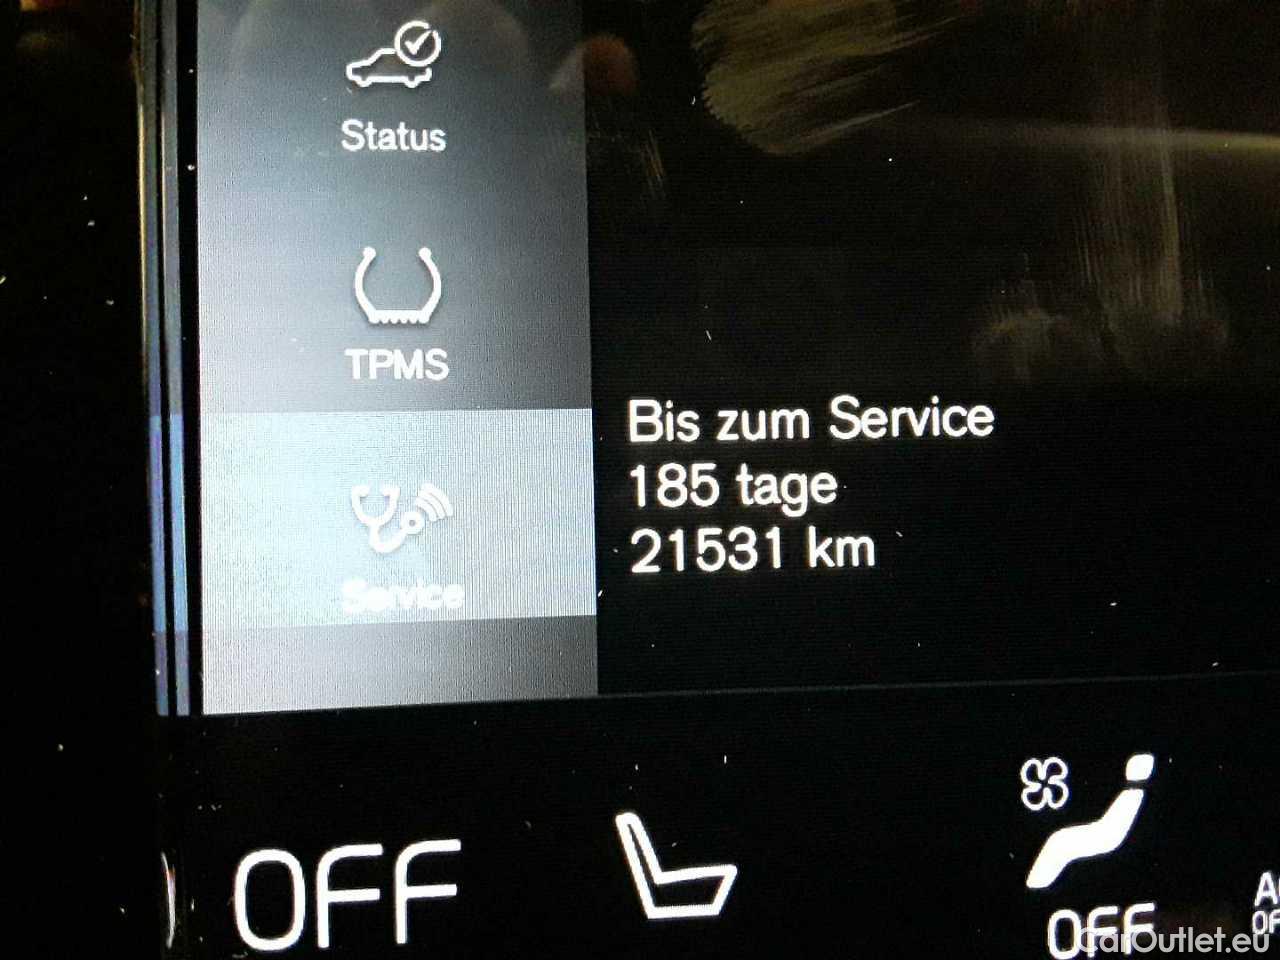 Status
TPMS
Service
Bis zum Service
185 tage
21531 km
OFF
OFF
CarOutlet.eu